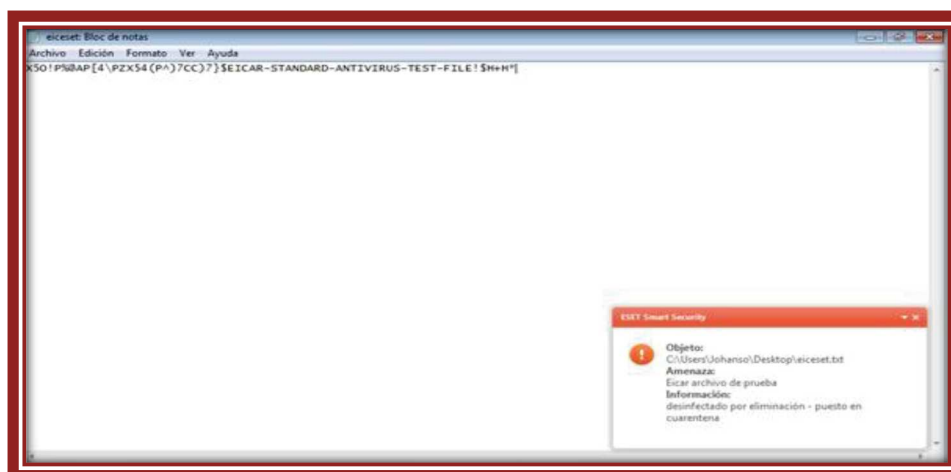 eiceset: Bloc de notas
Archivo Edición Formato Ver Ayuda
X5O!P%@AP[4\PZX54(P^)7CC)7}$EICAR-STANDARD-ANTIVIRUS-TEST-FILE!$H+H*
ESET Smart Security
Objeto:
C:\Users\Johanso\Desktop\eiceset.txt
Amenaza:
Eicar archivo de prueba
Información:
desinfectado por eliminación - puesto en
cuarentena